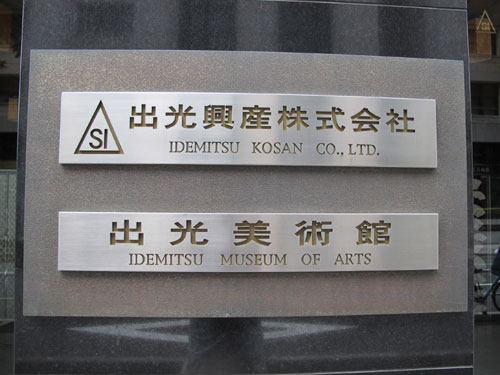 SI
出光興産株式会社
IDEMITSU KOSAN CO., LTD.
出光美術館
IDEMITSU MUSEUM OF ARTS